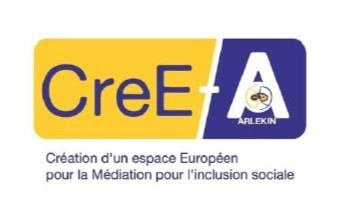 CreE-A
ARLEKIN
Création d'un espace Européen
pour la Médiation pour l'inclusion sociale